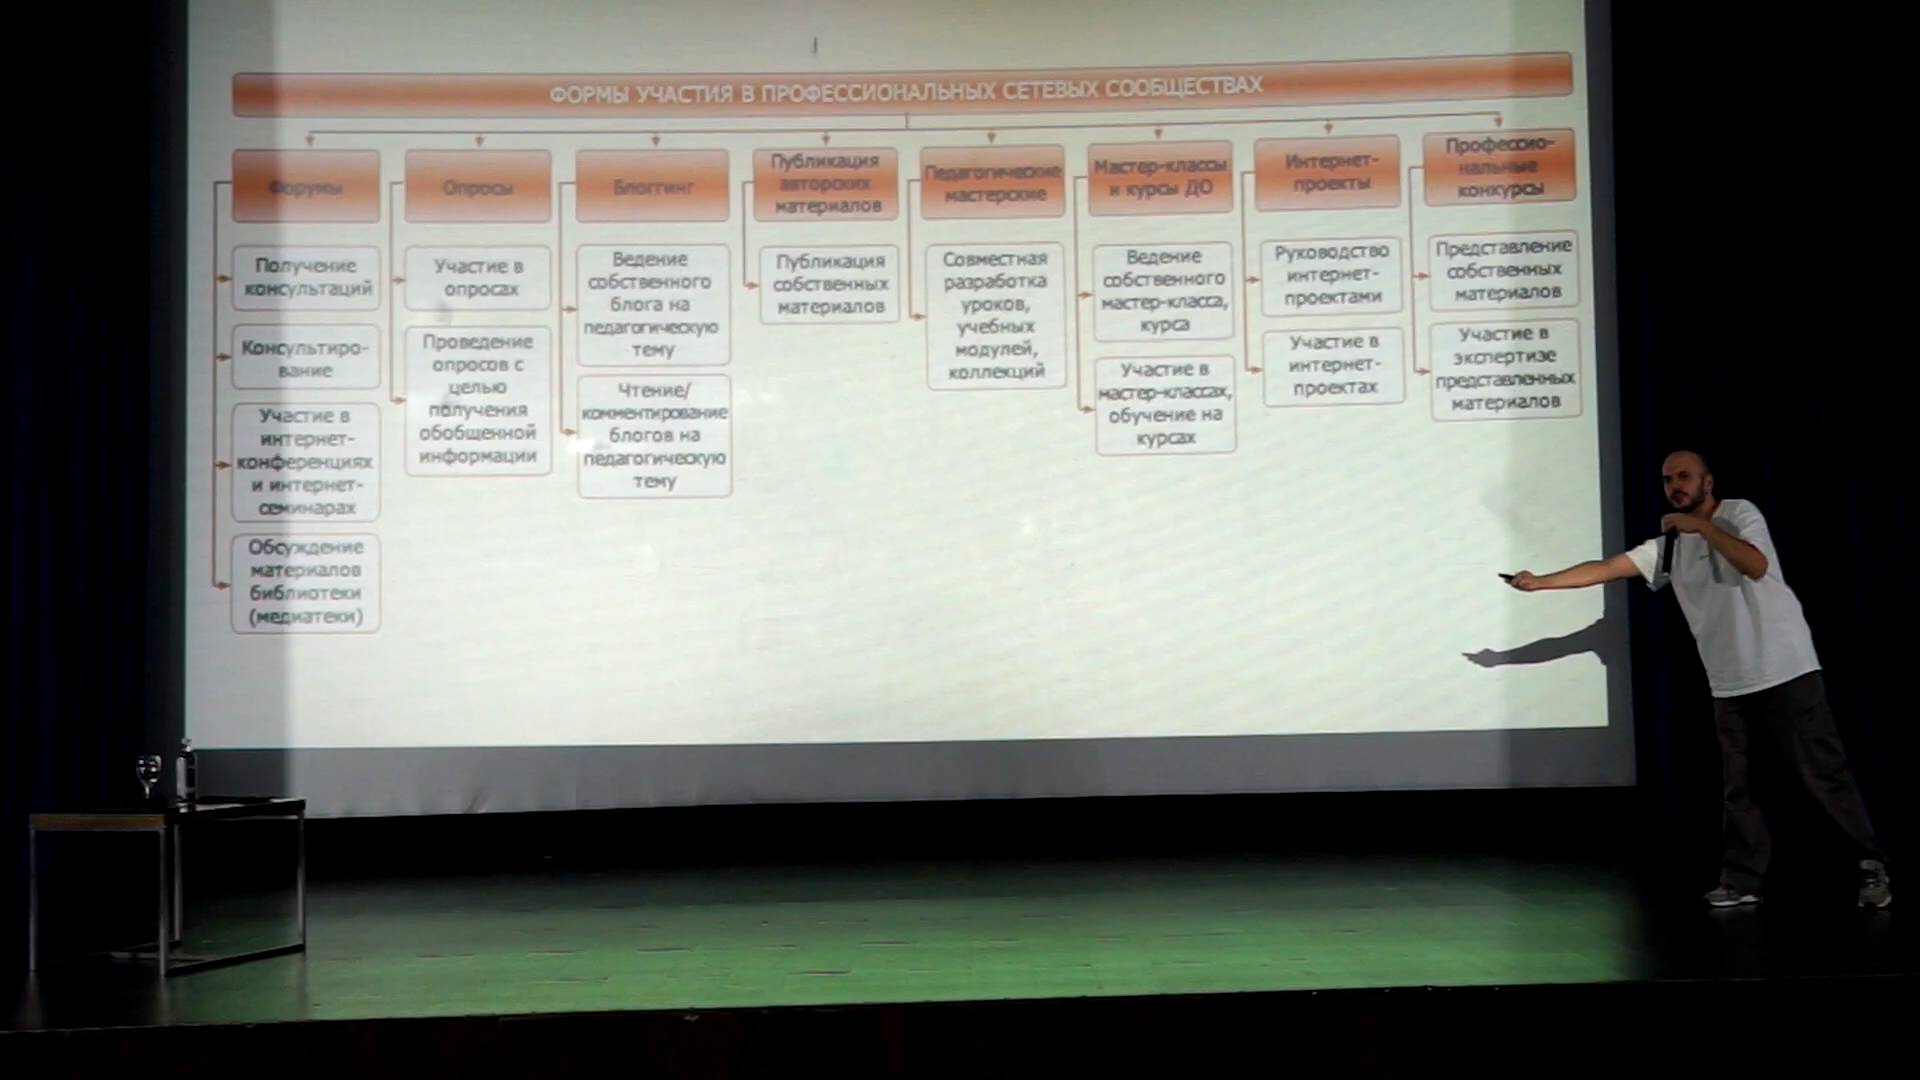 ФОРМЫ УЧАСТИЯ В ПРОФЕССИОНАЛЬНЫХ СЕТЕВЫХ СООБЩЕСТВАХ
Форумы
Получение
консультаций
Консультиро-
вание
Участие в
интернет-
конференциях
и интернет-
семинарах
Обсуждение
материалов
библиотеки
(медиатеки)
Опросы
Участие в
опросах
Проведение
опросов с
целью
получения
обобщенной
информации
Блоггинг
Ведение
собственного
блога на
педагогическую
тему
Чтение/
комментирование
блогов на
педагогическую
тему
Публикация
авторских
материалов
Публикация
собственных
материалов
Педагогические
мастерские
Совместная
разработка
уроков,
учебных
модулей,
коллекций
Мастер-классы
и курсы ДО
Ведение
собственного
мастер-класса,
курса
Участие в
мастер-классах,
обучение на
курсах
Интернет-
проекты
Руководство
интернет-
проектами
Участие в
интернет-
проектах
Профессио-
нальные
конкурсы
Представление
собственных
материалов
Участие в
экспертизе
представленных
материалов